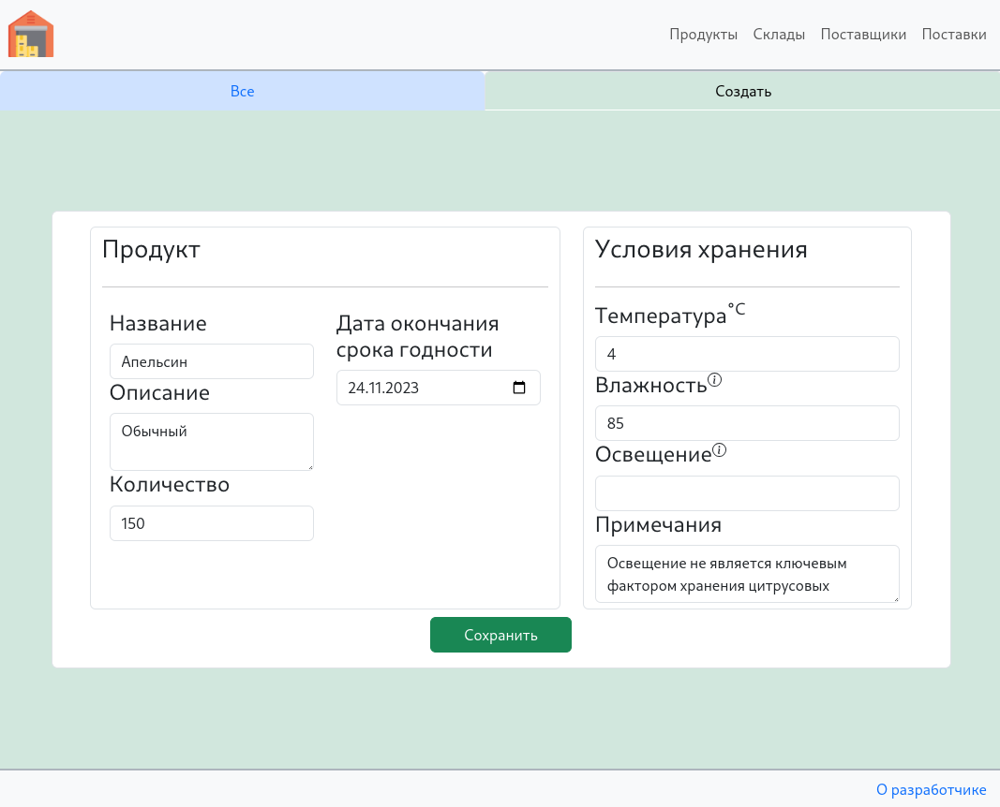 Продукты Склады Поставщики Поставки
Все
Создать
Продукт
Название
Апельсин
Описание
Обычный
Количество
150
Дата окончания
срока годности
24.11.2023
Условия хранения
Температура°C
4
Влажность
85
Освещение
Примечания
Освещение не является ключевым
фактором хранения цитрусовых
Сохранить
О разработчике